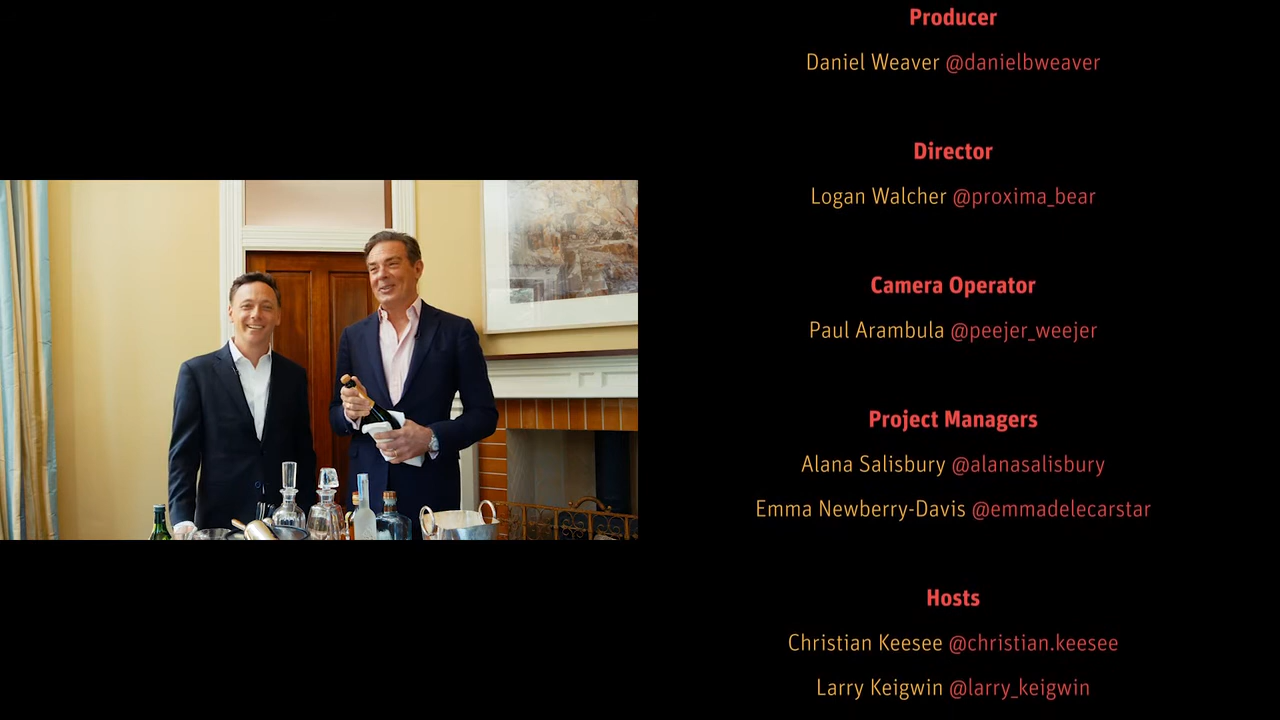 Producer
Daniel Weaver @danielbweaver
Director
Logan Walcher @proxima_bear
Camera Operator
Paul Arambula @peejer_weejer
Project Managers
Alana Salisbury @alanasalisbury
Emma Newberry-Davis @emmadelecarstar
Hosts
Christian Keesee @christian.keesee
Larry Keigwin @larry_keigwin